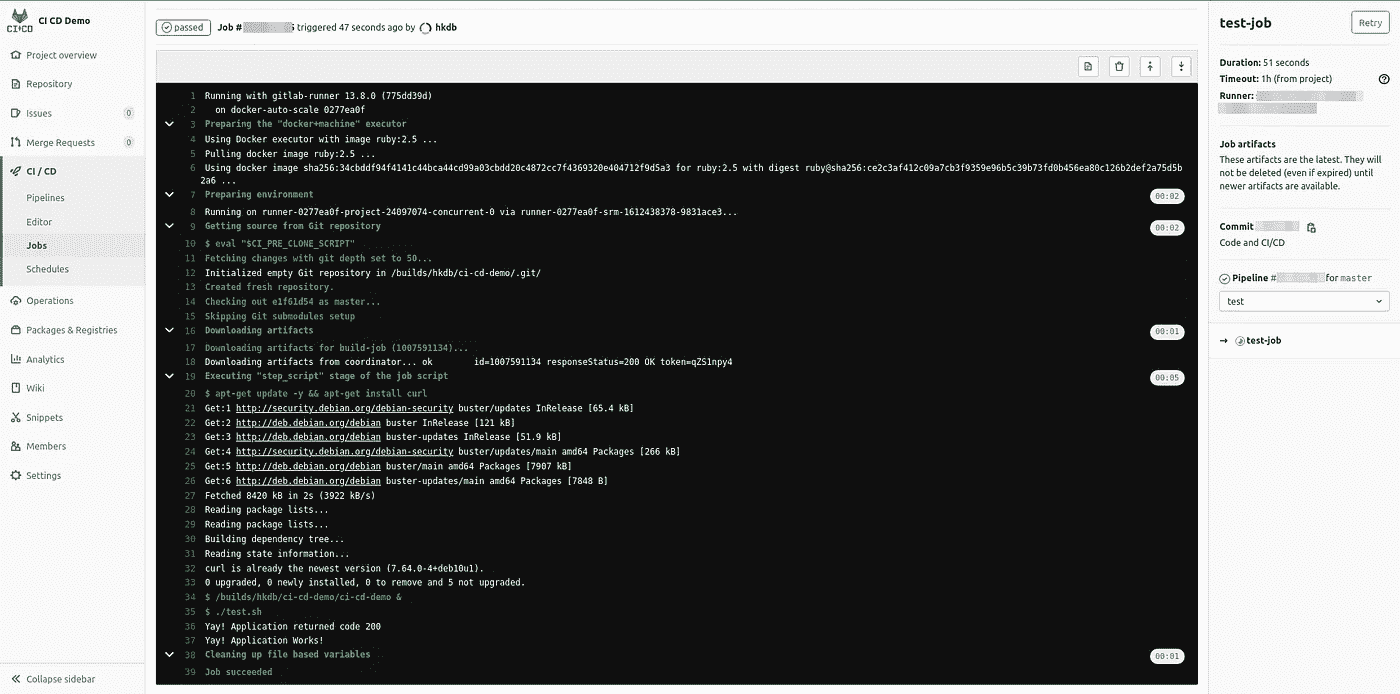 CI CD Demo
CI+CD
Project overview
Repository
Issues 0
Merge Requests 0
CI / CD
Pipelines
Editor
Jobs
Schedules
Operations
Packages & Registries
Analytics
Wiki
Snippets
Members
Settings
Collapse sidebar
passed Job # triggered 47 seconds ago by hkdb
1 Running with gitlab-runner 13.8.0 (775dd39d)
2 on docker-auto-scale 0277ea0f
3 Preparing the "docker+machine" executor
4 Using Docker executor with image ruby:2.5 ...
5 Pulling docker image ruby:2.5 ...
6 Using docker image sha256:34cbddf94f4141c44bca44cd99a03cbdd20c4872cc7f4369320e404712f9d5a3 for ruby:2.5 with digest ruby@sha256:ce2c3af412c09a7cb3f9359e96b5c39b73fd0b456ea80c126b2def2a75d5b
2a6 ...
7 Preparing environment 00:02
8 Running on runner-0277ea0f-project-24097074-concurrent-0 via runner-0277ea0f-srm-1612438378-9831ace3...
9 Getting source from Git repository 00:02
10 $ eval "$CI_PRE_CLONE_SCRIPT"
11 Fetching changes with git depth set to 50...
12 Initialized empty Git repository in /builds/hkdb/ci-cd-demo/.git/
13 Created fresh repository.
14 Checking out e1f61d54 as master...
15 Skipping Git submodules setup
16 Downloading artifacts 00:01
17 Downloading artifacts for build-job (1007591134)...
18 Downloading artifacts from coordinator... ok id=1007591134 responseStatus=200 OK token=qZS1npy4
19 Executing "step_script" stage of the job script 00:05
20 $ apt-get update -y && apt-get install curl
21 Get:1 http://security.debian.org/debian-security buster/updates InRelease [65.4 kB]
22 Get:2 http://deb.debian.org/debian buster InRelease [121 kB]
23 Get:3 http://deb.debian.org/debian buster-updates InRelease [51.9 kB]
24 Get:4 http://security.debian.org/debian-security buster/updates/main amd64 Packages [266 kB]
25 Get:5 http://deb.debian.org/debian buster/main amd64 Packages [7907 kB]
26 Get:6 http://deb.debian.org/debian buster-updates/main amd64 Packages [7848 B]
27 Fetched 8420 kB in 2s (3922 kB/s)
28 Reading package lists...
29 Reading package lists...
30 Building dependency tree...
31 Reading state information...
32 curl is already the newest version (7.64.0-4+deb10u1).
33 0 upgraded, 0 newly installed, 0 to remove and 5 not upgraded.
34 $ /builds/hkdb/ci-cd-demo/ci-cd-demo &
35 $ ./test.sh
36 Yay! Application returned code 200
37 Yay! Application Works!
38 Cleaning up file based variables 00:01
39 Job succeeded
test-job Retry
Duration: 51 seconds
Timeout: 1h (from project)
Runner:
Job artifacts
These artifacts are the latest. They will
not be deleted (even if expired) until
newer artifacts are available.
Commit
Code and CI/CD
Pipeline # for master
test
→ test-job